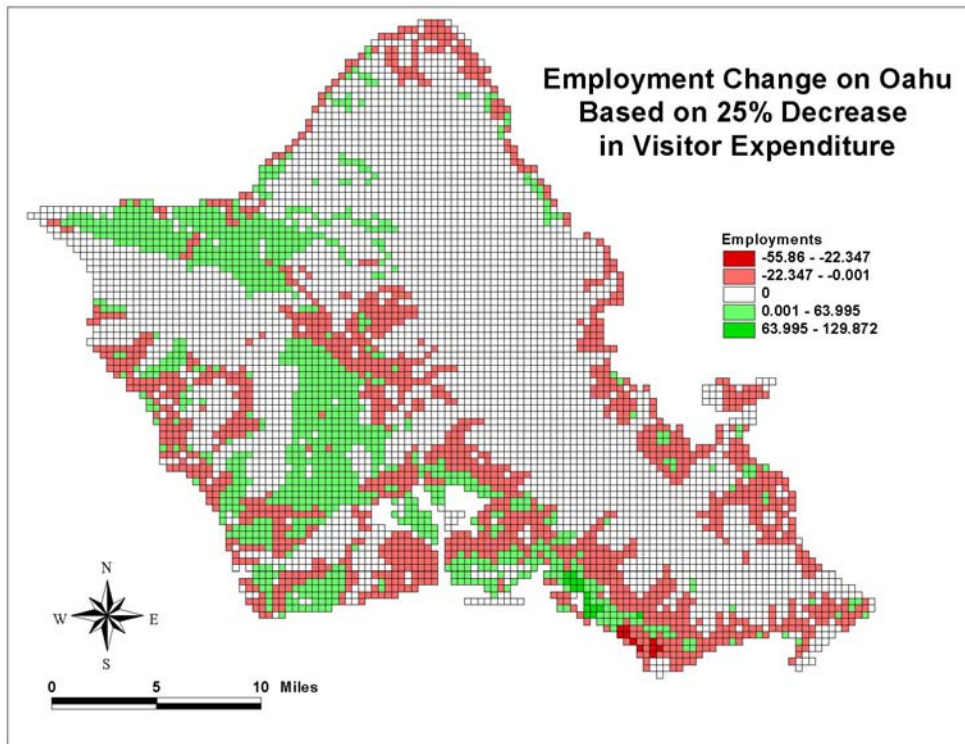 Employment Change on Oahu
Based on 25% Decrease
in Visitor Expenditure
Employments
-55.86 - -22.347
-22.347 - -0.001
0
0.001 - 63.995
63.995 - 129.872
N
W E
S
0 5 10 Miles